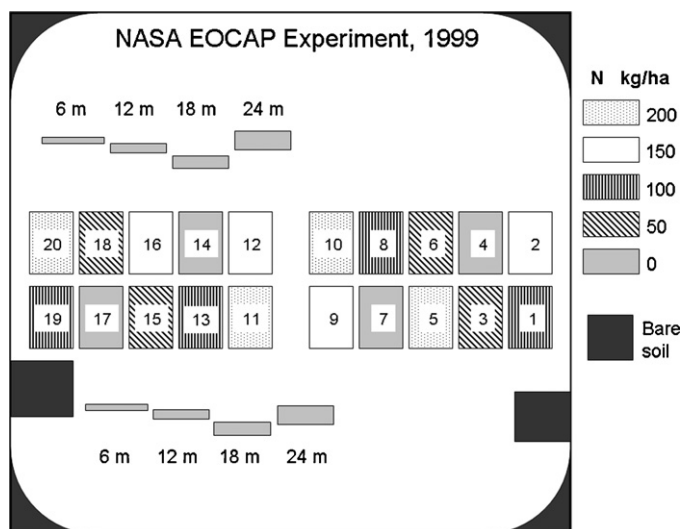 NASA EOCAP Experiment, 1999
6 m 12 m 18 m 24 m
20 18 16 14 12 10 8 6 4 2
19 17 15 13 11 9 7 5 3 1
6 m 12 m 18 m 24 m
N kg/ha
200
150
100
50
0
Bare
soil